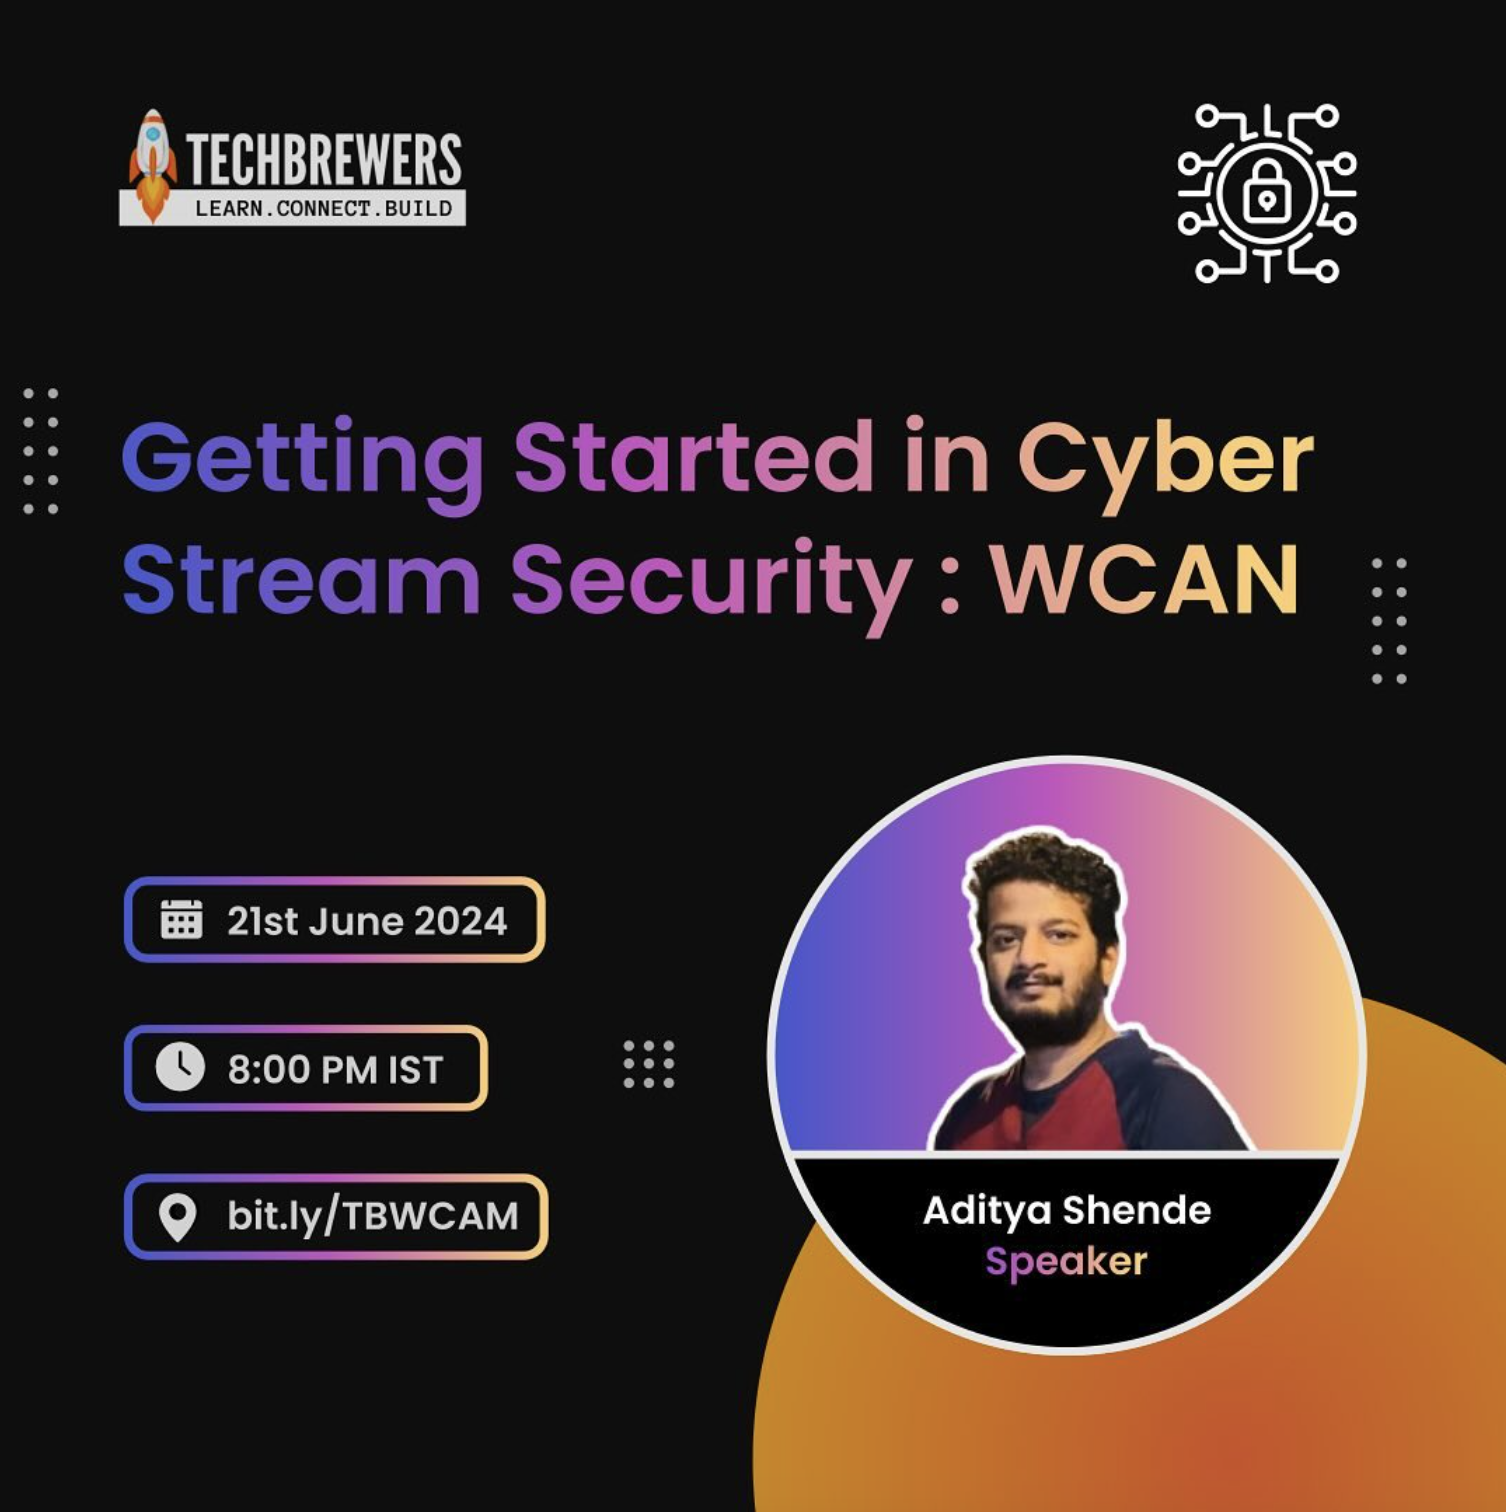 TECHBREWERS
LEARN.CONNECT.BUILD
Getting Started in Cyber
Stream Security : WCAN
21st June 2024
8:00 PM IST
bit.ly/TBWCAM
Aditya Shende
Speaker